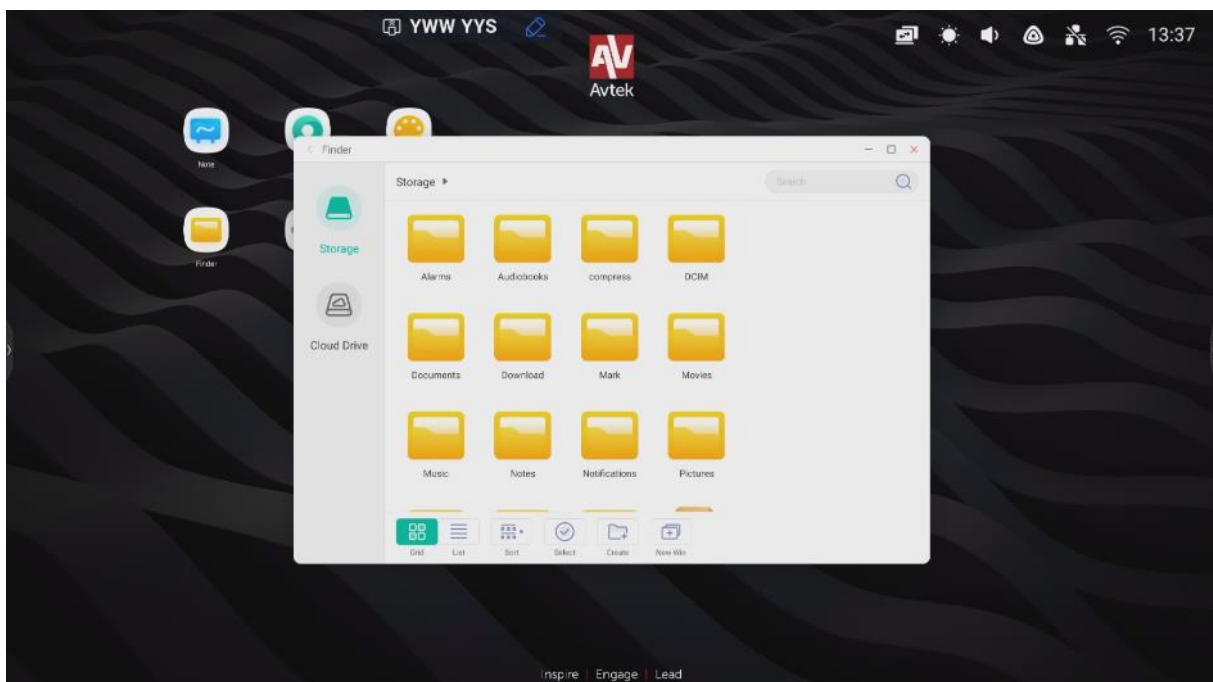 YWW YYS
13:37
AV
Avtek
Note
Finder
Finder
Storage
Search
Storage
Cloud Drive
Alarms Audiobooks compress DCIM
Documents Download Mark Movies
Music Notes Notifications Pictures
Grid List Sort Select Create New Win
Inspire | Engage | Lead